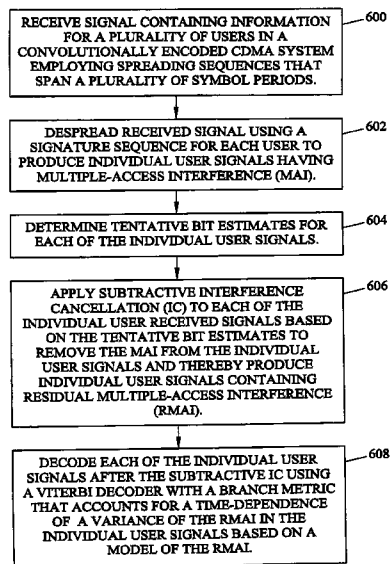 RECEIVE SIGNAL CONTAINING INFORMATION
FOR A PLURALITY OF USERS IN A
CONVOLUTIONALLY ENCODED CDMA SYSTEM
EMPLOYING SPREADING SEQUENCES THAT
SPAN A PLURALITY OF SYMBOL PERIODS.
600
DESPREAD RECEIVED SIGNAL USING A
SIGNATURE SEQUENCE FOR EACH USER TO
PRODUCE INDIVIDUAL USER SIGNALS HAVING
MULTIPLE-ACCESS INTERFERENCE (MAI).
602
DETERMINE TENTATIVE BIT ESTIMATES FOR
EACH OF THE INDIVIDUAL USER SIGNALS.
604
APPLY SUBTRACTIVE INTERFERENCE
CANCELLATION (IC) TO EACH OF THE
INDIVIDUAL USER RECEIVED SIGNALS BASED
ON THE TENTATIVE BIT ESTIMATES TO
REMOVE THE MAI FROM THE INDIVIDUAL
USER SIGNALS AND THEREBY PRODUCE
INDIVIDUAL USER SIGNALS CONTAINING
RESIDUAL MULTIPLE-ACCESS INTERFERENCE
(RMAI).
606
DECODE EACH OF THE INDIVIDUAL USER
SIGNALS AFTER THE SUBTRACTIVE IC USING
A VITERBI DECODER WITH A BRANCH METRIC
THAT ACCOUNTS FOR A TIME-DEPENDENCE
OF A VARIANCE OF THE RMAI IN THE
INDIVIDUAL USER SIGNALS BASED ON A
MODEL OF THE RMAI.
608